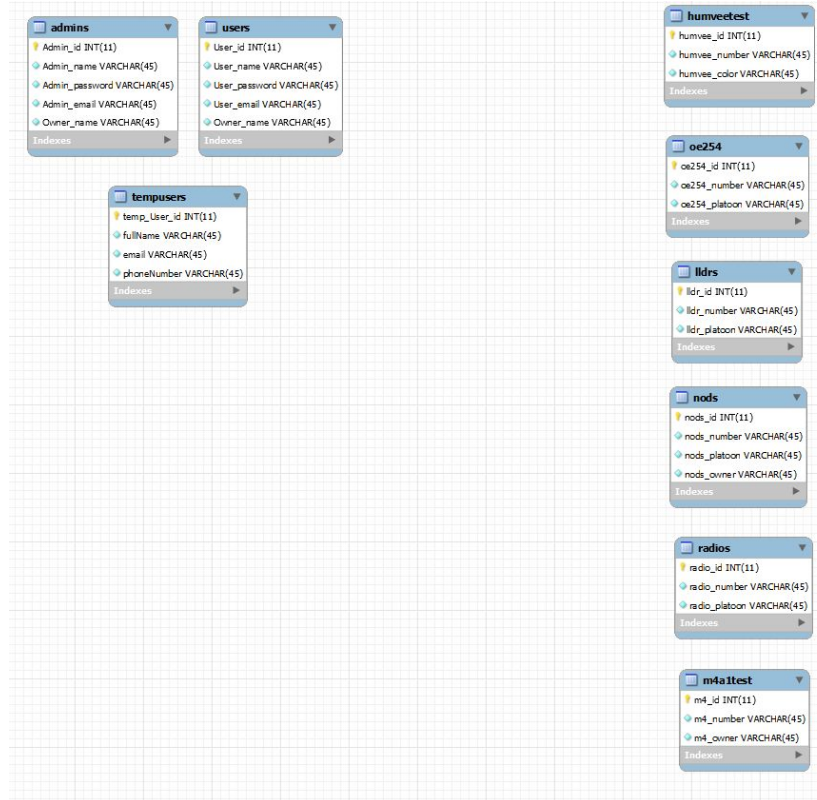 admins
Admin_id INT(11)
Admin_name VARCHAR(45)
Admin_password VARCHAR(45)
Admin_email VARCHAR(45)
Owner_name VARCHAR(45)
Indexes
users
User_id INT(11)
User_name VARCHAR(45)
User_password VARCHAR(45)
User_email VARCHAR(45)
Owner_name VARCHAR(45)
Indexes
tempusers
temp_User_id INT(11)
fullName VARCHAR(45)
email VARCHAR(45)
phoneNumber VARCHAR(45)
Indexes
humveetest
humvee_id INT(11)
humvee_number VARCHAR(45)
humvee_color VARCHAR(45)
Indexes
oe254
oe254_id INT(11)
oe254_number VARCHAR(45)
oe254_platoon VARCHAR(45)
Indexes
lldrs
lldr_id INT(11)
lldr_number VARCHAR(45)
lldr_platoon VARCHAR(45)
Indexes
nods
nods_id INT(11)
nods_number VARCHAR(45)
nods_platoon VARCHAR(45)
nods_owner VARCHAR(45)
Indexes
radios
radio_id INT(11)
radio_number VARCHAR(45)
radio_platoon VARCHAR(45)
Indexes
m4a1test
m4_id INT(11)
m4_number VARCHAR(45)
m4_owner VARCHAR(45)
Indexes